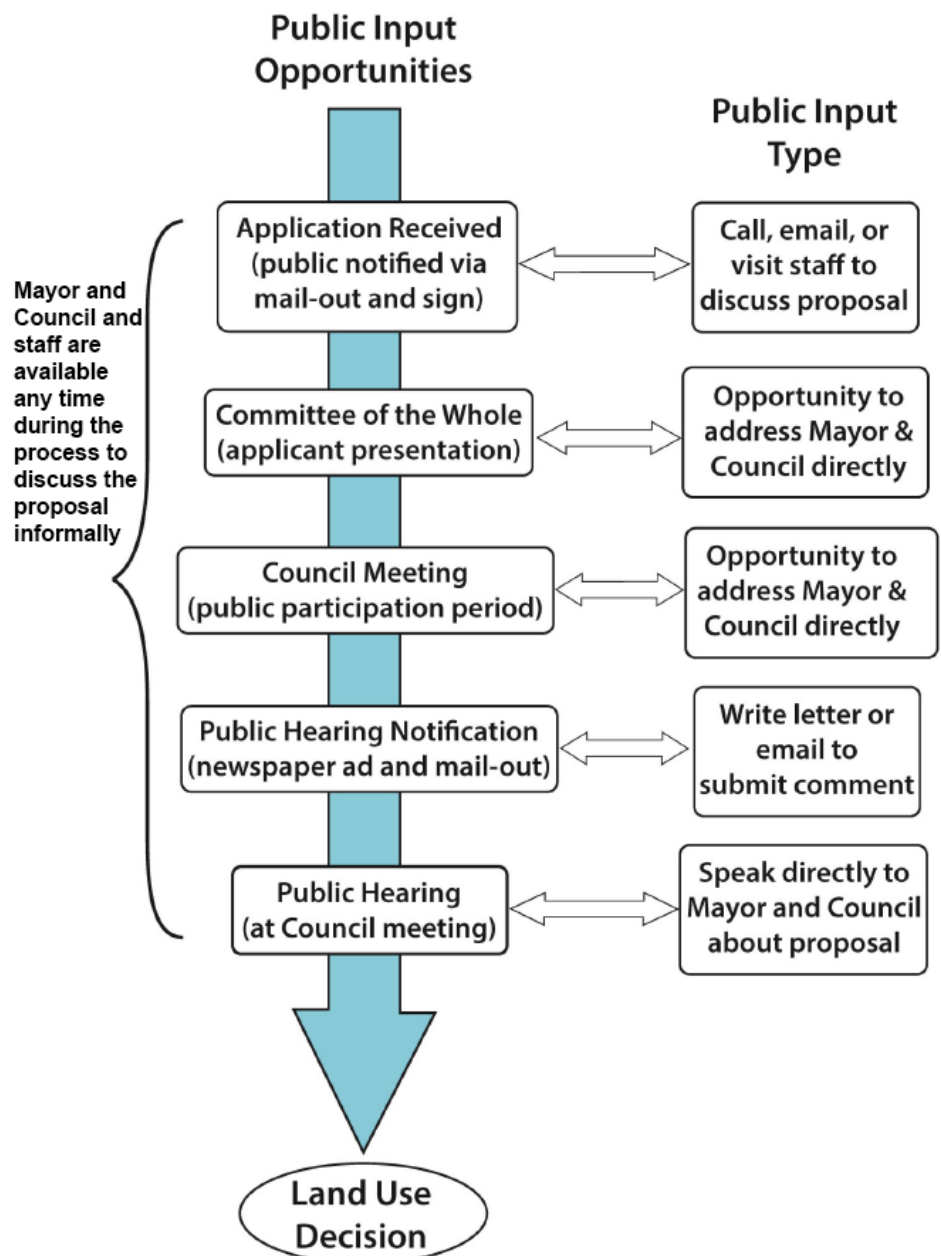 Public Input
Opportunities
Public Input
Type
Mayor and
Council and
staff are
available
any time
during the
process to
discuss the
proposal
informally
Application Received
(public notified via
mail-out and sign)
Call, email, or
visit staff to
discuss proposal
Committee of the Whole
(applicant presentation)
Opportunity to
address Mayor &
Council directly
Council Meeting
(public participation period)
Opportunity to
address Mayor &
Council directly
Public Hearing Notification
(newspaper ad and mail-out)
Write letter or
email to
submit comment
Public Hearing
(at Council meeting)
Speak directly to
Mayor and Council
about proposal
Land Use
Decision